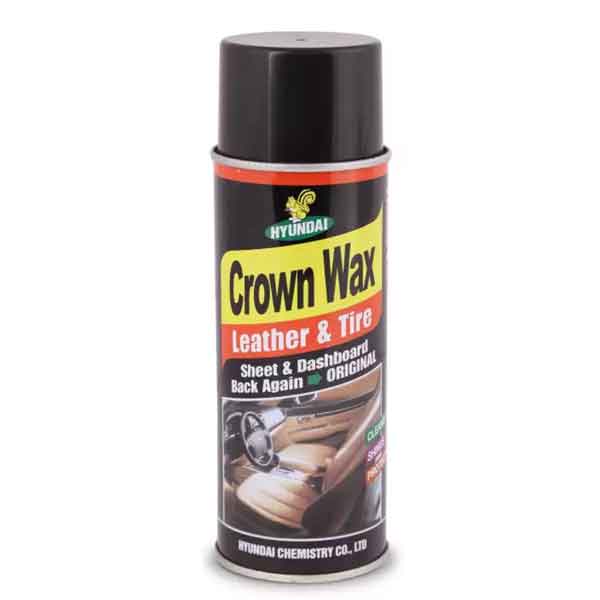 HYUNDAI
Crown Wax
Leather & Tire
Sheet & Dashboard
Back Again ORIGINAL
HYUNDAI CHEMISTRY CO., LTD